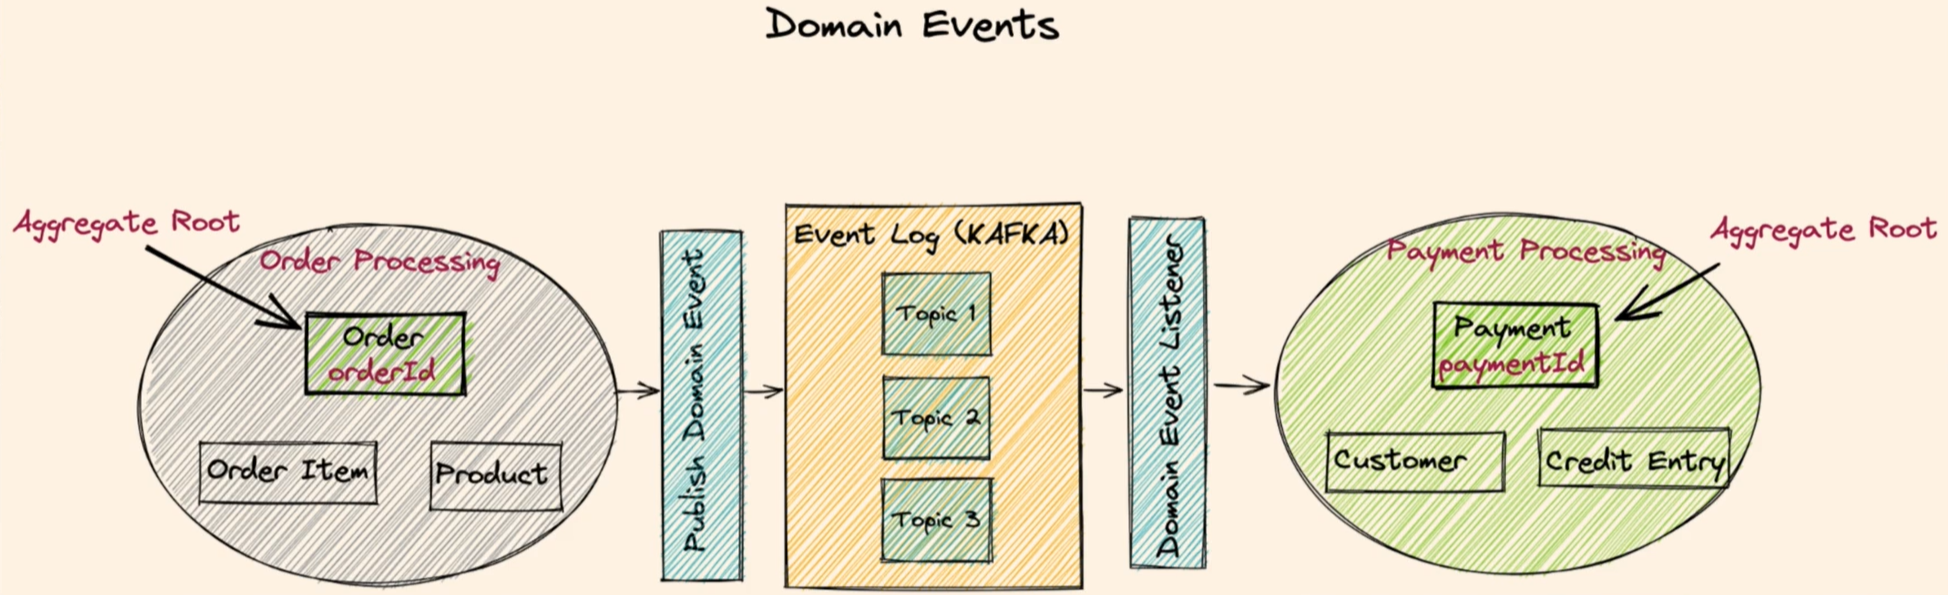 Domain Events
Aggregate Root
Order Processing
Order
orderId
Order Item
Product
Publish Domain Event
Event Log (KAFKA)
Topic 1
Topic 2
Topic 3
Domain Event Listener
Payment Processing
Aggregate Root
Payment
paymentId
Customer
Credit Entry